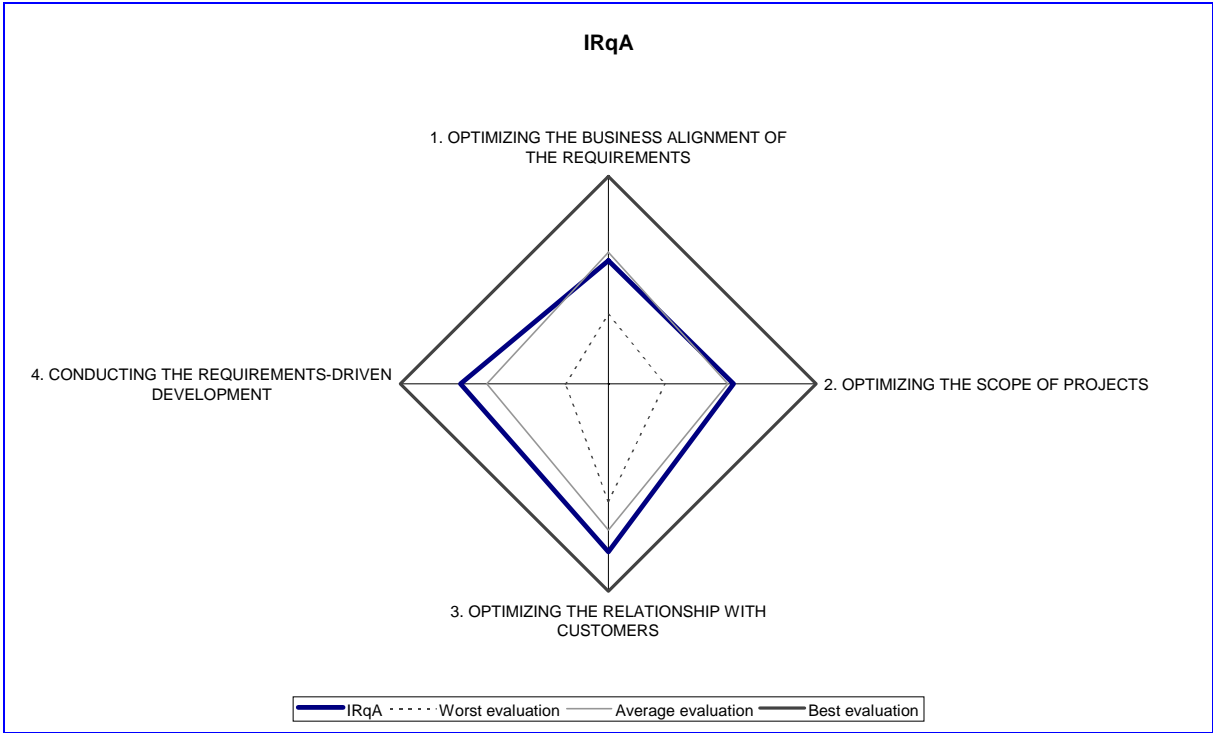 IRqA
1. OPTIMIZING THE BUSINESS ALIGNMENT OF
THE REQUIREMENTS
4. CONDUCTING THE REQUIREMENTS-DRIVEN
DEVELOPMENT
2. OPTIMIZING THE SCOPE OF PROJECTS
3. OPTIMIZING THE RELATIONSHIP WITH
CUSTOMERS
IRqA Worst evaluation Average evaluation Best evaluation